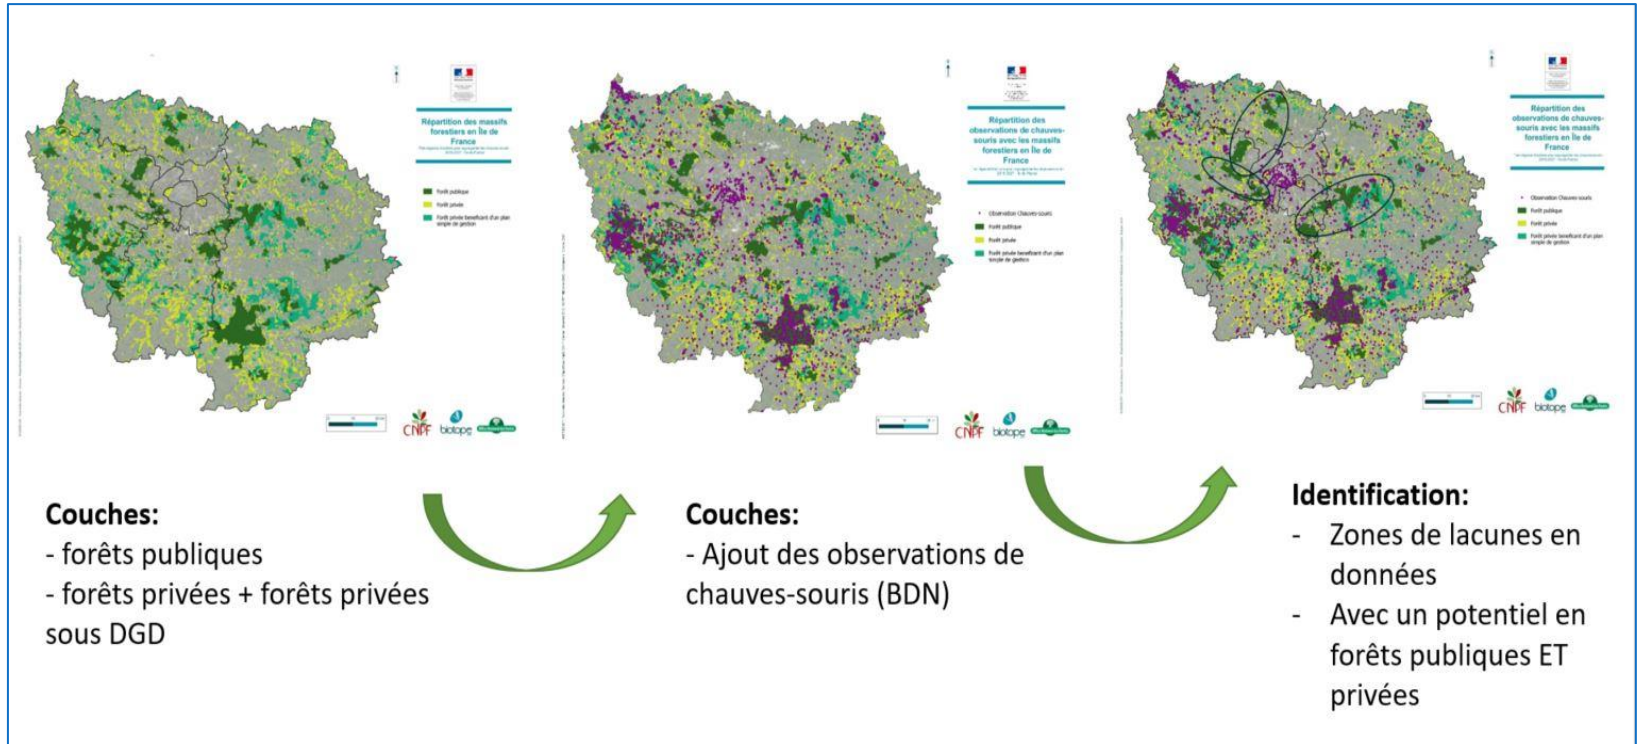 Répartition des massifs
forestiers en Île de
France
Forêt publique
Forêt privée
Forêt privée beneficant d'un plan
simple de gestion
CNPF
biotope
Répartition des
observations de chauves-
souris avec les massifs
forestiers en Île de
France
Observation Chauves-souris
Forêt publique
Forêt privée
Forêt privée beneficant d'un plan
simple de gestion
CNPF
biotope
Répartition des
observations de chauves-
souris avec les massifs
forestiers en Île de
France
Observation Chauves-souris
Forêt publique
Forêt privée
Forêt privée beneficant d'un plan
simple de gestion
CNPF
biotope
Couches:
- forêts publiques
- forêts privées + forêts privées
sous DGD
Couches:
- Ajout des observations de
chauves-souris (BDN)
Identification:
- Zones de lacunes en
données
- Avec un potentiel en
forêts publiques ET
privées